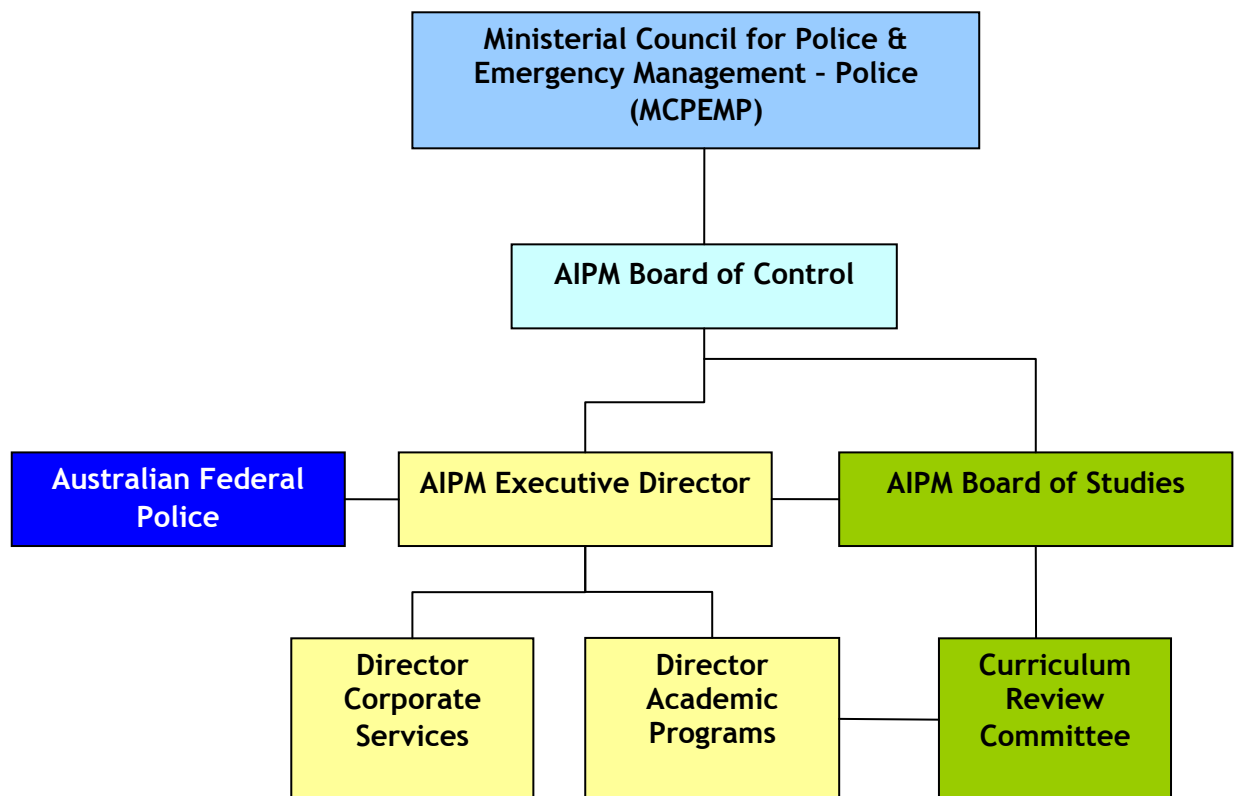 Ministerial Council for Police &
Emergency Management - Police
(MCPEMP)
AIPM Board of Control
Australian Federal
Police
AIPM Executive Director
AIPM Board of Studies
Director
Corporate
Services
Director
Academic
Programs
Curriculum
Review
Committee